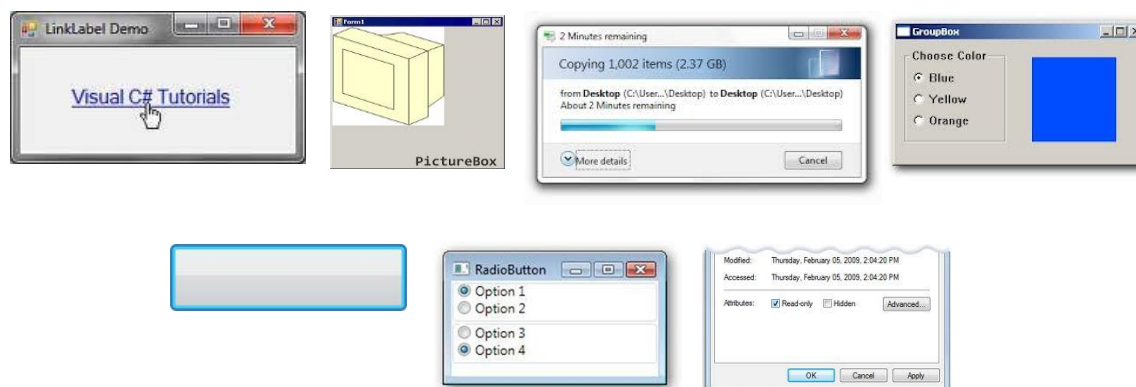 LinkLabel Demo
Visual C# Tutorials
Form1
PictureBox
2 Minutes remaining
Copying 1,002 items (2.37 GB)
from Desktop (C:\User...\Desktop) to Desktop (C:\User...\Desktop)
About 2 Minutes remaining
More details
Cancel
GroupBox
Choose Color
Blue
Yellow
Orange
RadioButton
Option 1
Option 2
Option 3
Option 4
Modified: Thursday, February 05, 2009, 2:04:20 PM
Accessed: Thursday, February 05, 2009, 2:04:20 PM
Attributes: Read-only Hidden Advanced...
OK Cancel Apply